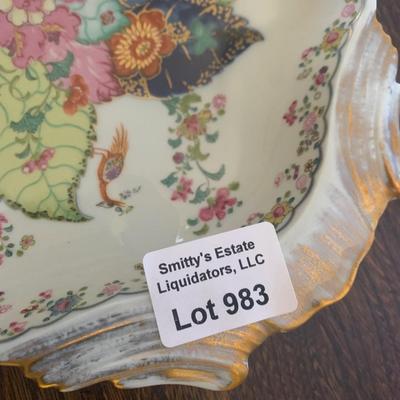 Smitty's Estate
Liquidators, LLC
Lot 983